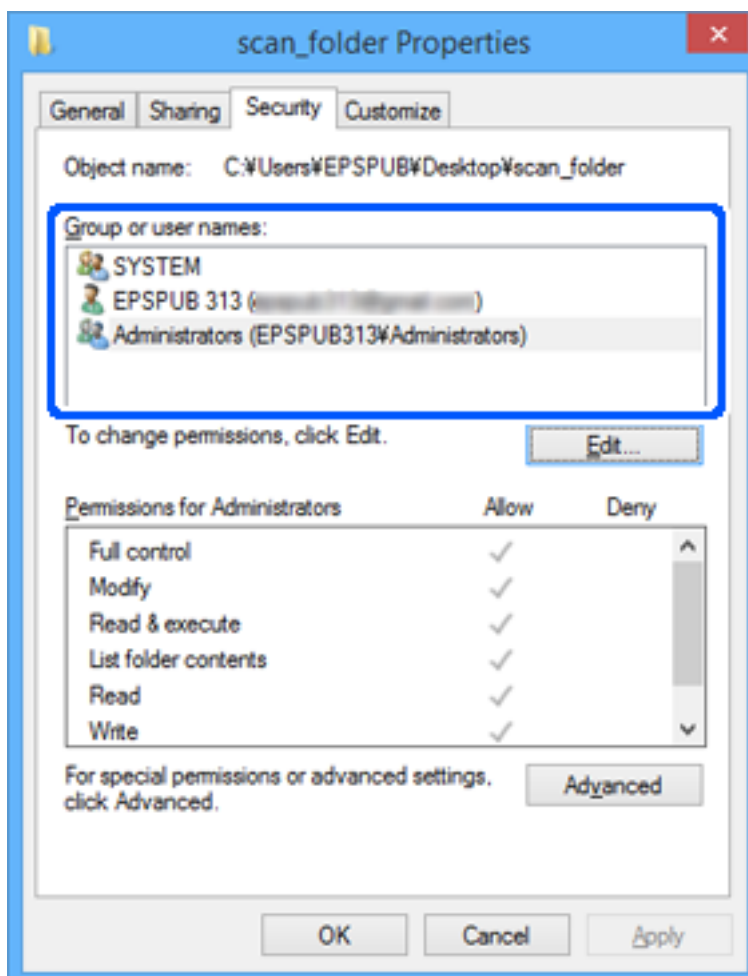 scan_folder Properties
General Sharing Security Customize
Object name: C:¥Users¥EPSPUB¥Desktop¥scan_folder
Group or user names:
SYSTEM
EPSPUB 313 ( )
Administrators (EPSPUB313¥Administrators)
To change permissions, click Edit.
Edit...
Permissions for Administrators Allow Deny
Full control
Modify
Read & execute
List folder contents
Read
Write
For special permissions or advanced settings,
click Advanced.
Advanced
OK Cancel Apply